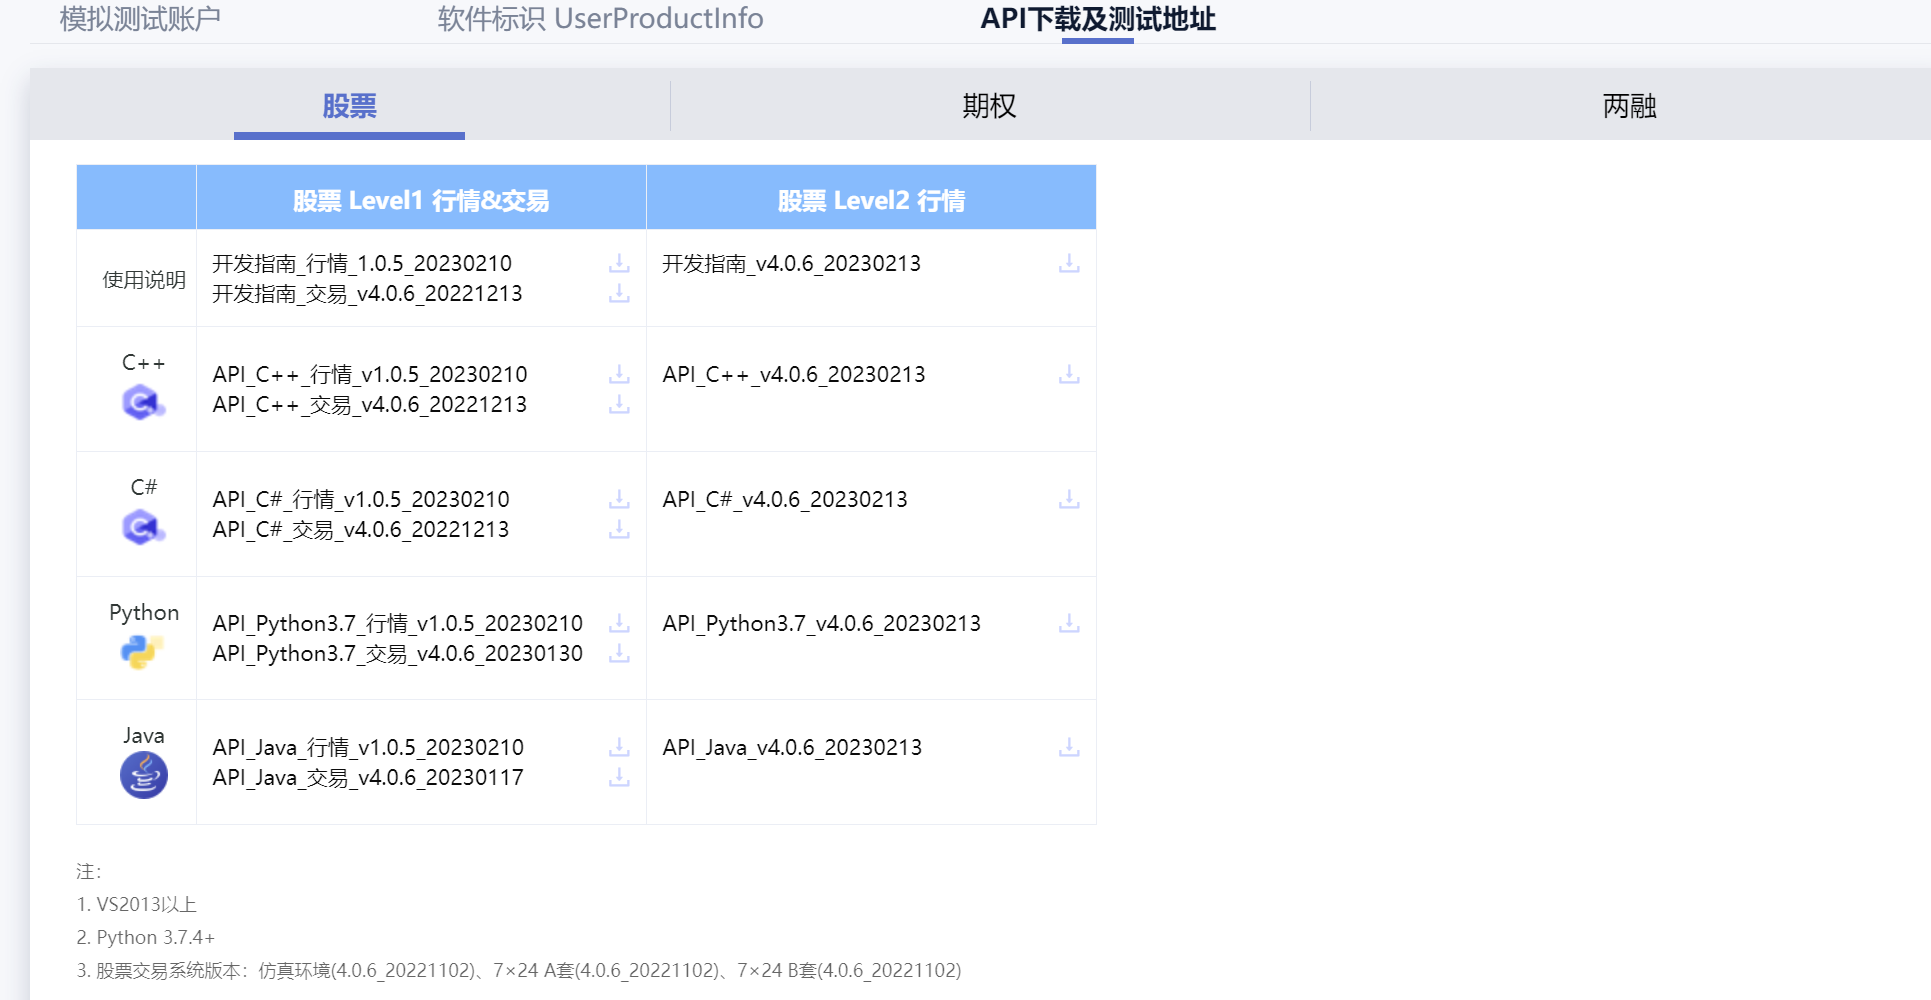 模拟测试账户
软件标识 UserProductInfo
API下载及测试地址
股票
期权
两融
股票 Level1 行情&交易
股票 Level2 行情
使用说明
开发指南_行情_1.0.5_20230210
开发指南_交易_v4.0.6_20221213
开发指南_v4.0.6_20230213
C++
API_C++_行情_v1.0.5_20230210
API_C++_交易_v4.0.6_20221213
API_C++_v4.0.6_20230213
C#
API_C#_行情_v1.0.5_20230210
API_C#_交易_v4.0.6_20221213
API_C#_v4.0.6_20230213
Python
API_Python3.7_行情_v1.0.5_20230210
API_Python3.7_交易_v4.0.6_20230130
API_Python3.7_v4.0.6_20230213
Java
API_Java_行情_v1.0.5_20230210
API_Java_交易_v4.0.6_20230117
API_Java_v4.0.6_20230213
注：
1. VS2013以上
2. Python 3.7.4+
3. 股票交易系统版本：仿真环境(4.0.6_20221102)、7×24 A套(4.0.6_20221102)、7×24 B套(4.0.6_20221102)